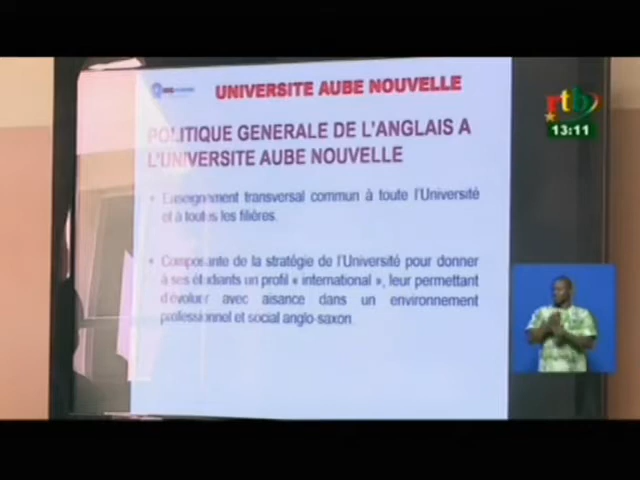 UNIVERSITE AUBE NOUVELLE
rtb
13:11
POLITIQUE GENERALE DE L'ANGLAIS A
L'UNIVERSITE AUBE NOUVELLE
• Enseignement transversal commun à toute l'Université
et à toutes les filières.
• Composante de la stratégie de l'Université pour donner
à ses étudiants un profil « international », leur permettant
d'évoluer avec aisance dans un environnement
professionnel et social anglo-saxon